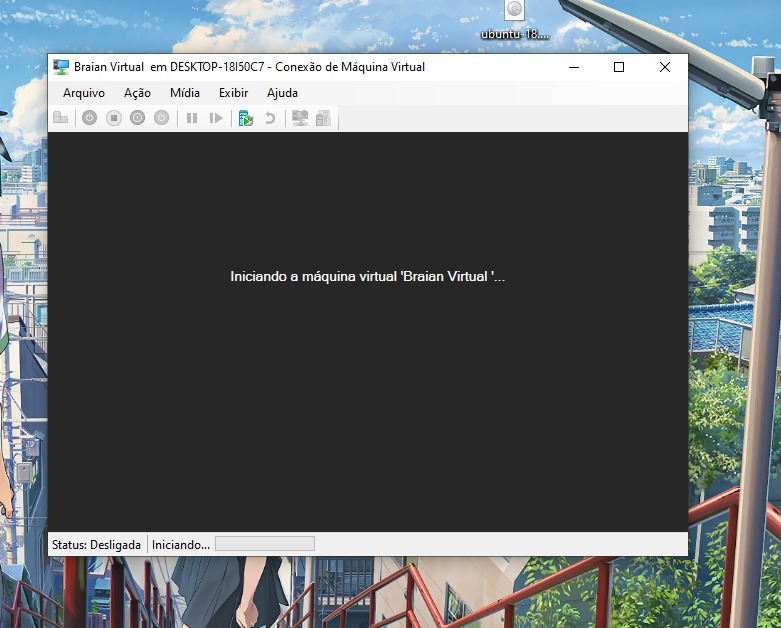 ubuntu-18....
Braian Virtual  em DESKTOP-18I50C7 - Conexão de Máquina Virtual
Arquivo Ação Mídia Exibir Ajuda
Iniciando a máquina virtual 'Braian Virtual '...
Status: Desligada Iniciando...